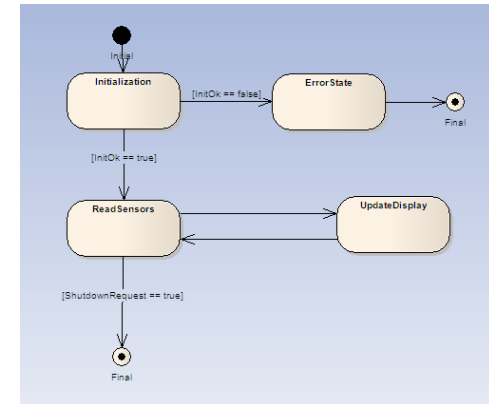 Initial
Initialization
[InitOk == false]
ErrorState
Final
[InitOk == true]
ReadSensors
UpdateDisplay
[ShutdownRequest == true]
Final